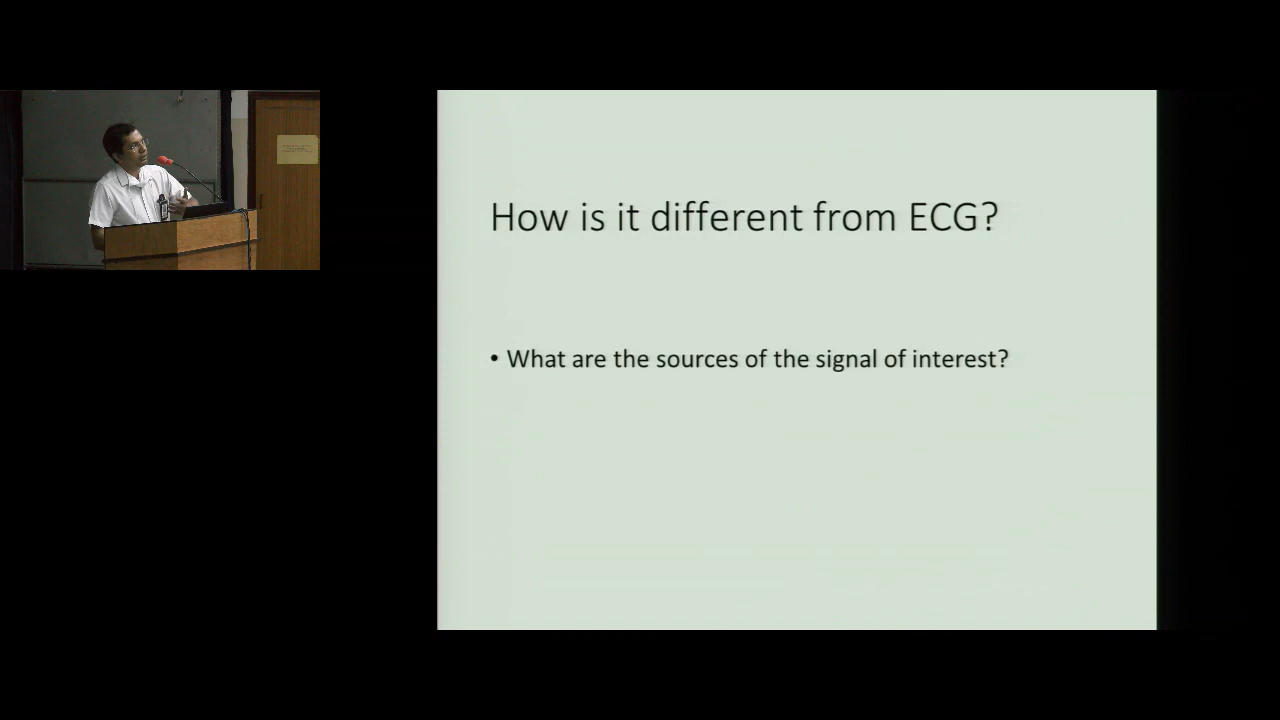 How is it different from ECG?
• What are the sources of the signal of interest?